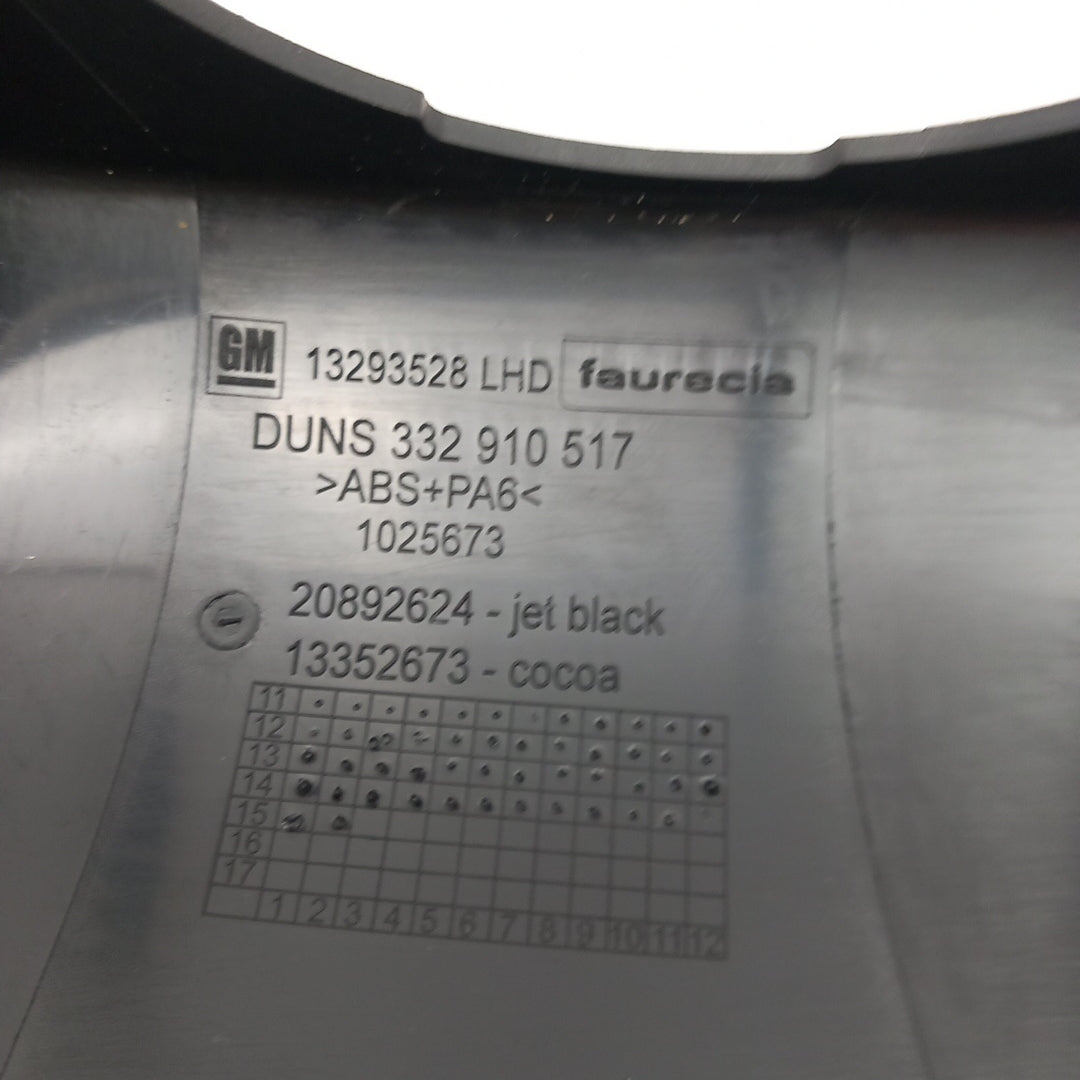 GM 13293528 LHD faurecia
DUNS 332 910 517
>ABS+PA6<
1025673
20892624 - jet black
13352673 - cocoa
11
12
13
14
15
16
17
1 2 3 4 5 6 7 8 9 10 11 12